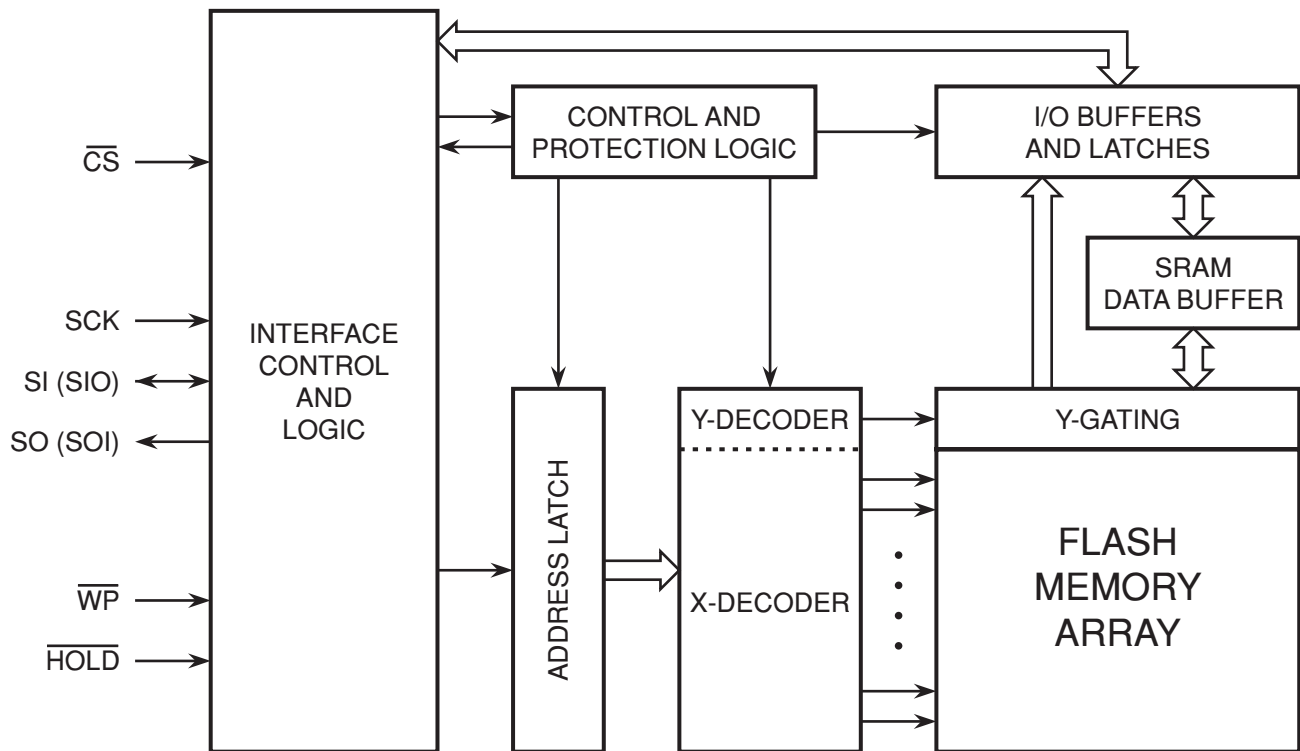 CS
SCK
SI (SIO)
SO (SOI)
WP
HOLD
INTERFACE
CONTROL
AND
LOGIC
CONTROL AND
PROTECTION LOGIC
I/O BUFFERS
AND LATCHES
SRAM
DATA BUFFER
ADDRESS LATCH
Y-DECODER
X-DECODER
Y-GATING
FLASH
MEMORY
ARRAY